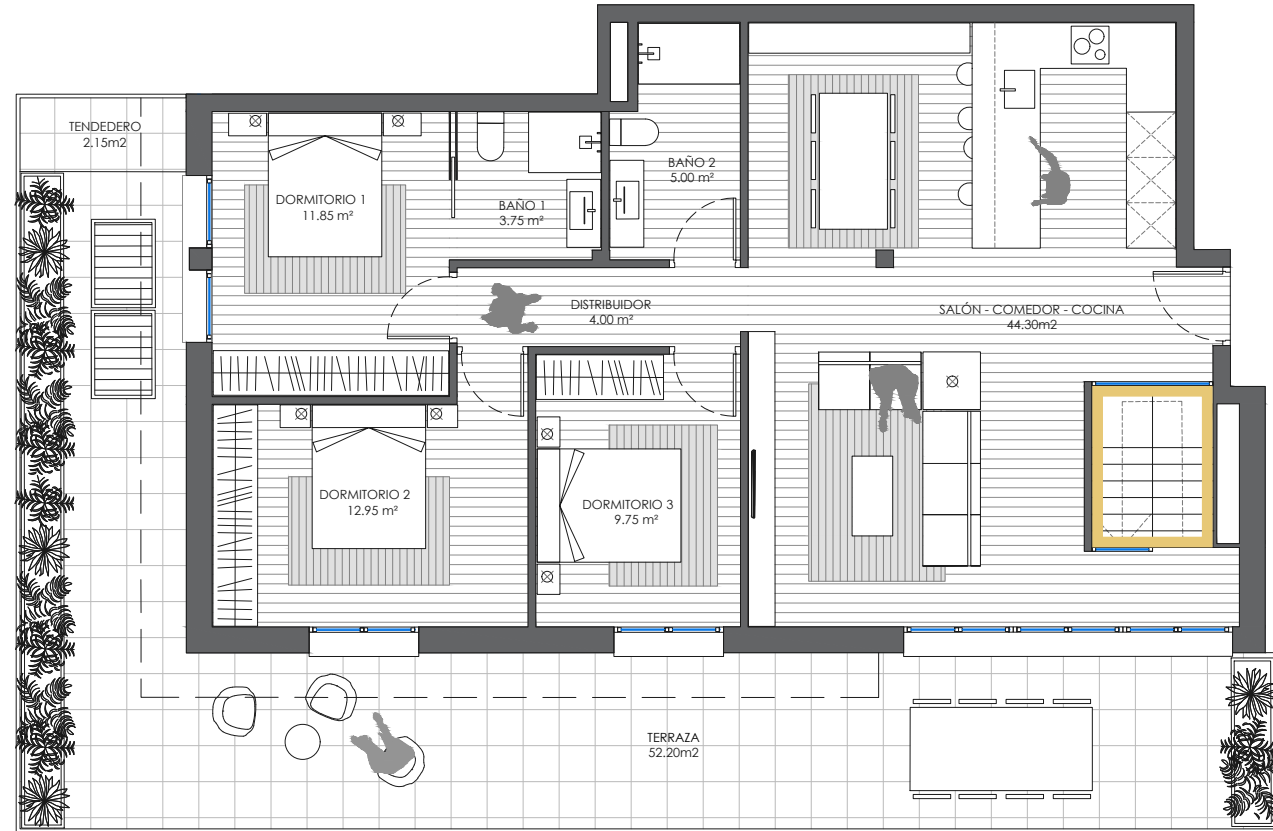 TENDEDERO
2.15m2
DORMITORIO 1
11.85 m²
BAÑO 1
3.75 m²
BAÑO 2
5.00 m²
DISTRIBUIDOR
4.00 m²
SALÓN - COMEDOR - COCINA
44.30m2
DORMITORIO 2
12.95 m²
DORMITORIO 3
9.75 m²
TERRAZA
52.20m2